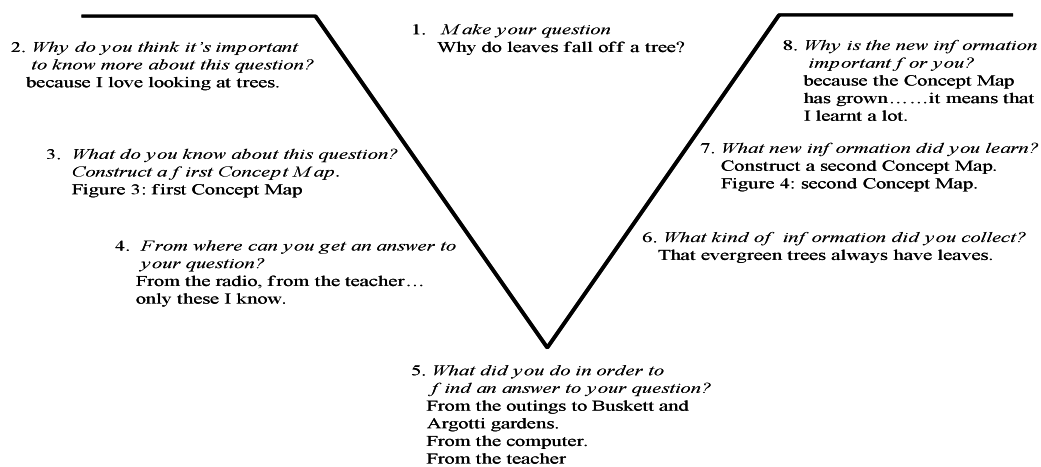 1. Make your question
Why do leaves fall off a tree?
2. Why do you think it's important
to know more about this question?
because I love looking at trees.
3. What do you know about this question?
Construct a first Concept Map.
Figure 3: first Concept Map
4. From where can you get an answer to
your question?
From the radio, from the teacher…
only these I know.
5. What did you do in order to
find an answer to your question?
From the outings to Buskett and
Argotti gardens.
From the computer.
From the teacher
6. What kind of information did you collect?
That evergreen trees always have leaves.
7. What new information did you learn?
Construct a second Concept Map.
Figure 4: second Concept Map.
8. Why is the new information
important for you?
because the Concept Map
has grown……it means that
I learnt a lot.